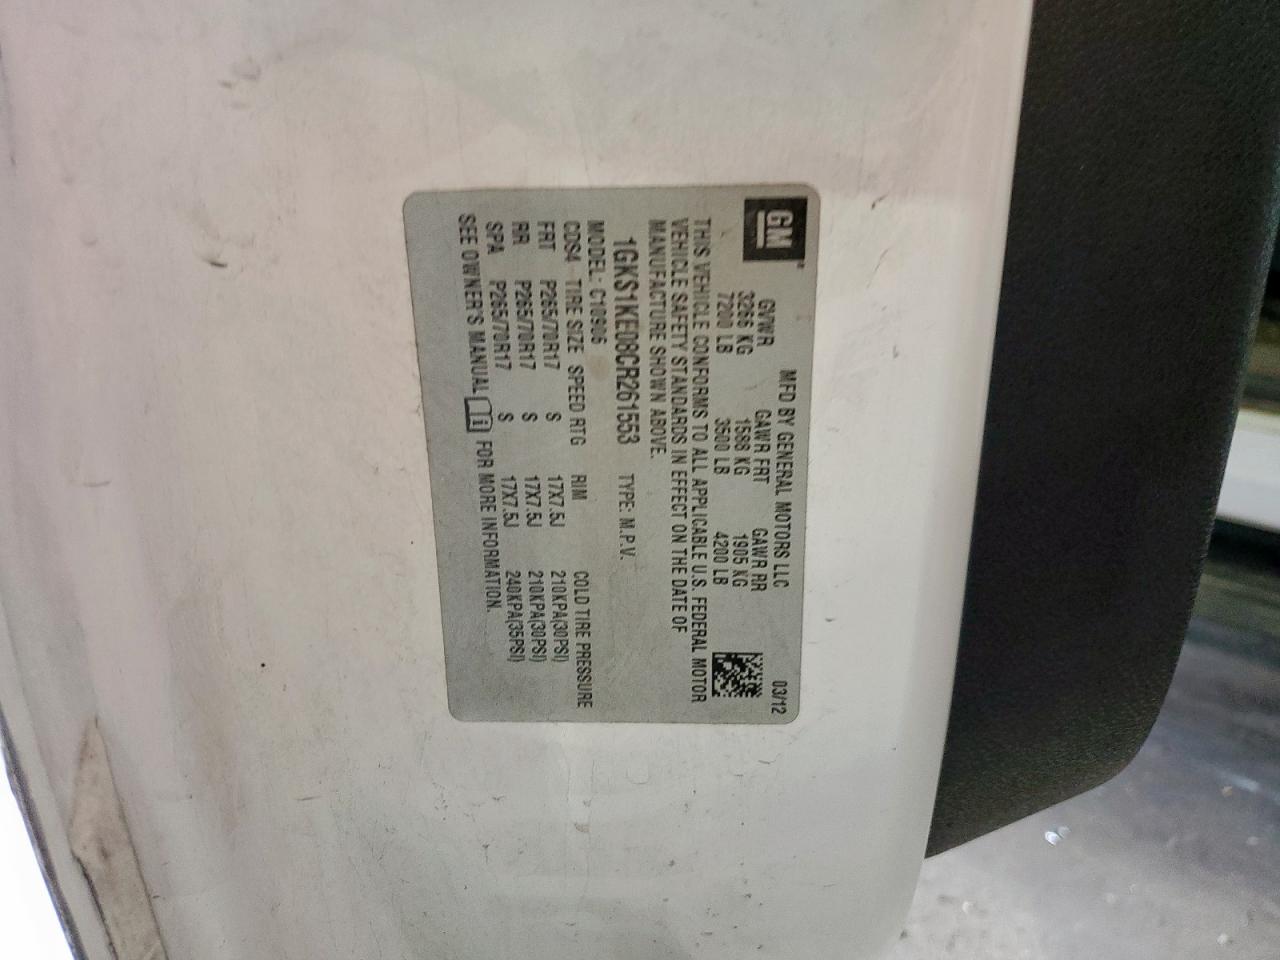 GM
MFD BY GENERAL MOTORS LLC 03/12
GVWR GAWR FRT GAWR RR
3266 KG 1588 KG 1905 KG
7200 LB 3500 LB 4200 LB
THIS VEHICLE CONFORMS TO ALL APPLICABLE U.S. FEDERAL MOTOR
VEHICLE SAFETY STANDARDS IN EFFECT ON THE DATE OF
MANUFACTURE SHOWN ABOVE.
1GKS1KE08CR261553 TYPE: M.P.V.
MODEL: C10906
CDS4 TIRE SIZE SPEED RTG RIM COLD TIRE PRESSURE
FRT P265/70R17 S 17X7.5J 210KPA(30PSI)
RR P265/70R17 S 17X7.5J 210KPA(30PSI)
SPA P265/70R17 S 17X7.5J 240KPA(35PSI)
SEE OWNER'S MANUAL i FOR MORE INFORMATION.